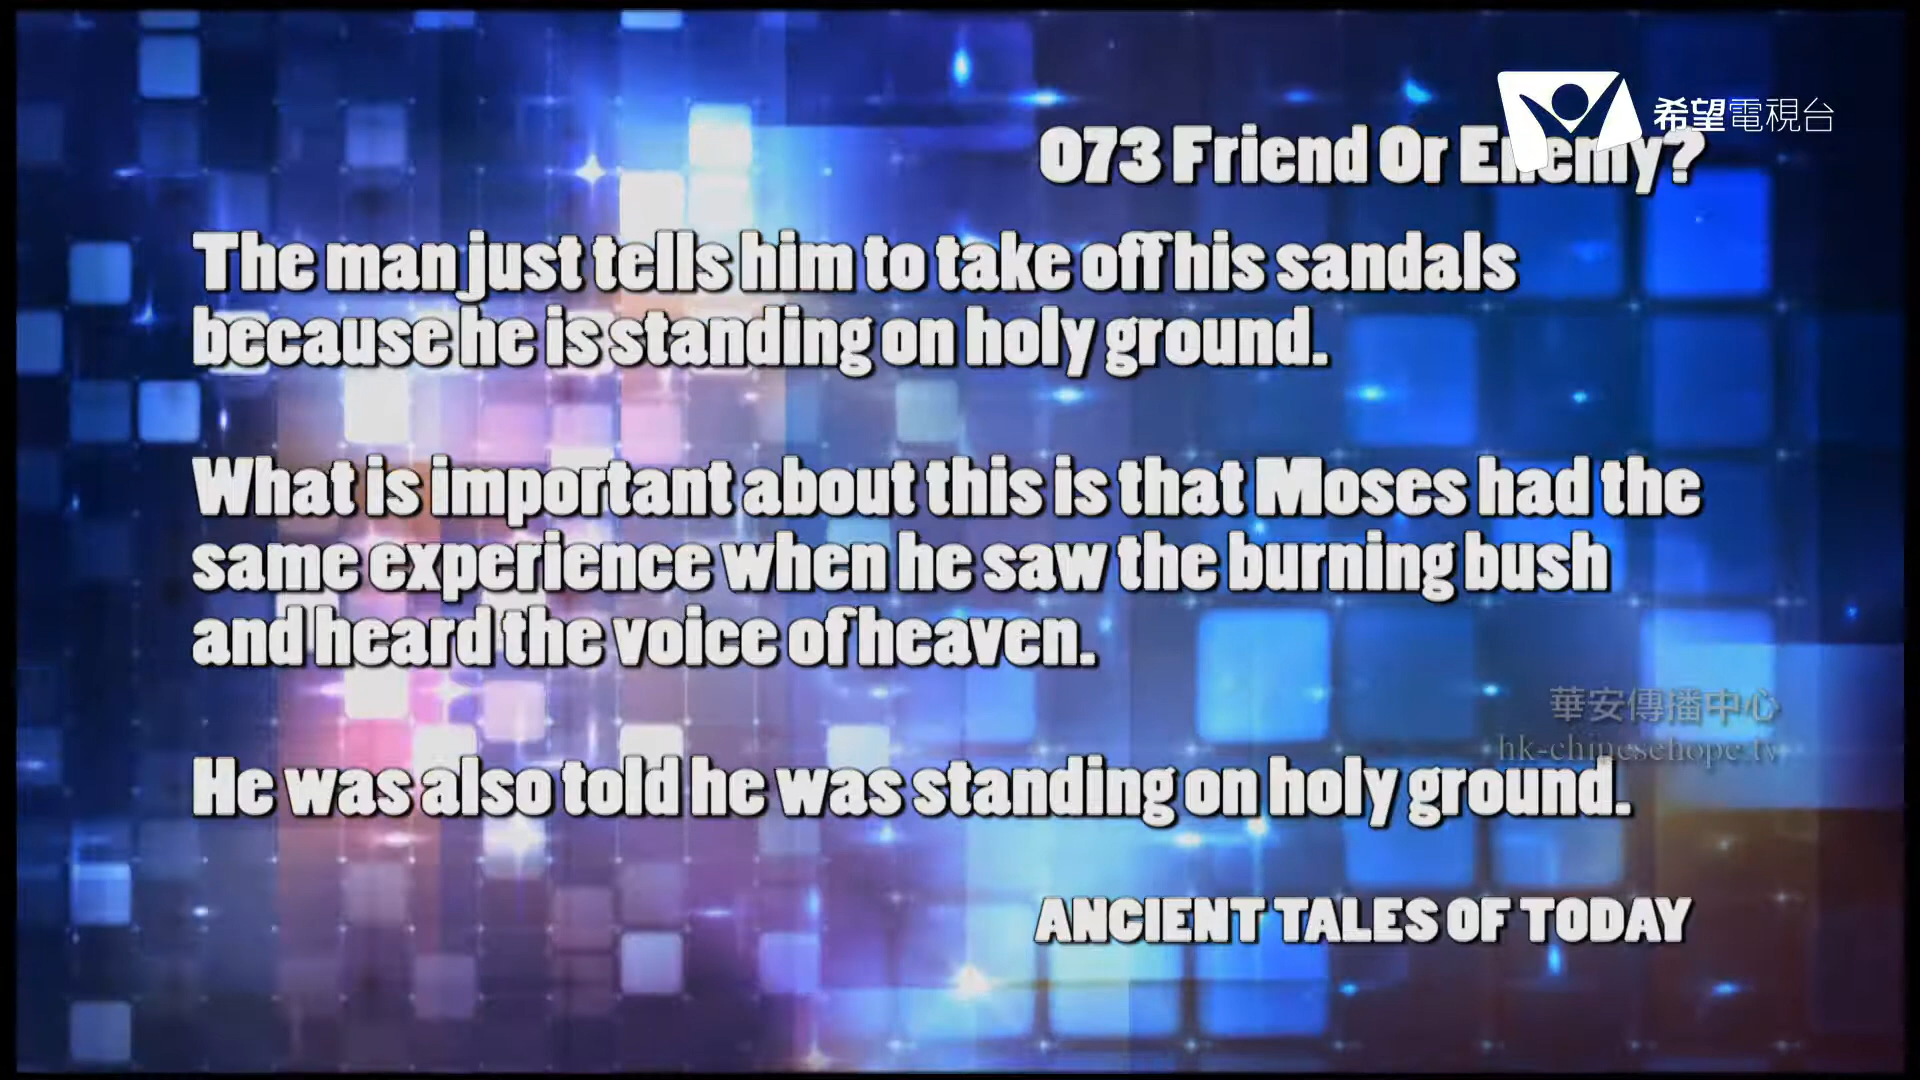 希望電視台
073 Friend Or Enemy?
The man just tells him to take off his sandals
because he is standing on holy ground.
What is important about this is that Moses had the
same experience when he saw the burning bush
and heard the voice of heaven.
華安傳播中心
hk-chinesehope.tv
He was also told he was standing on holy ground.
ANCIENT TALES OF TODAY